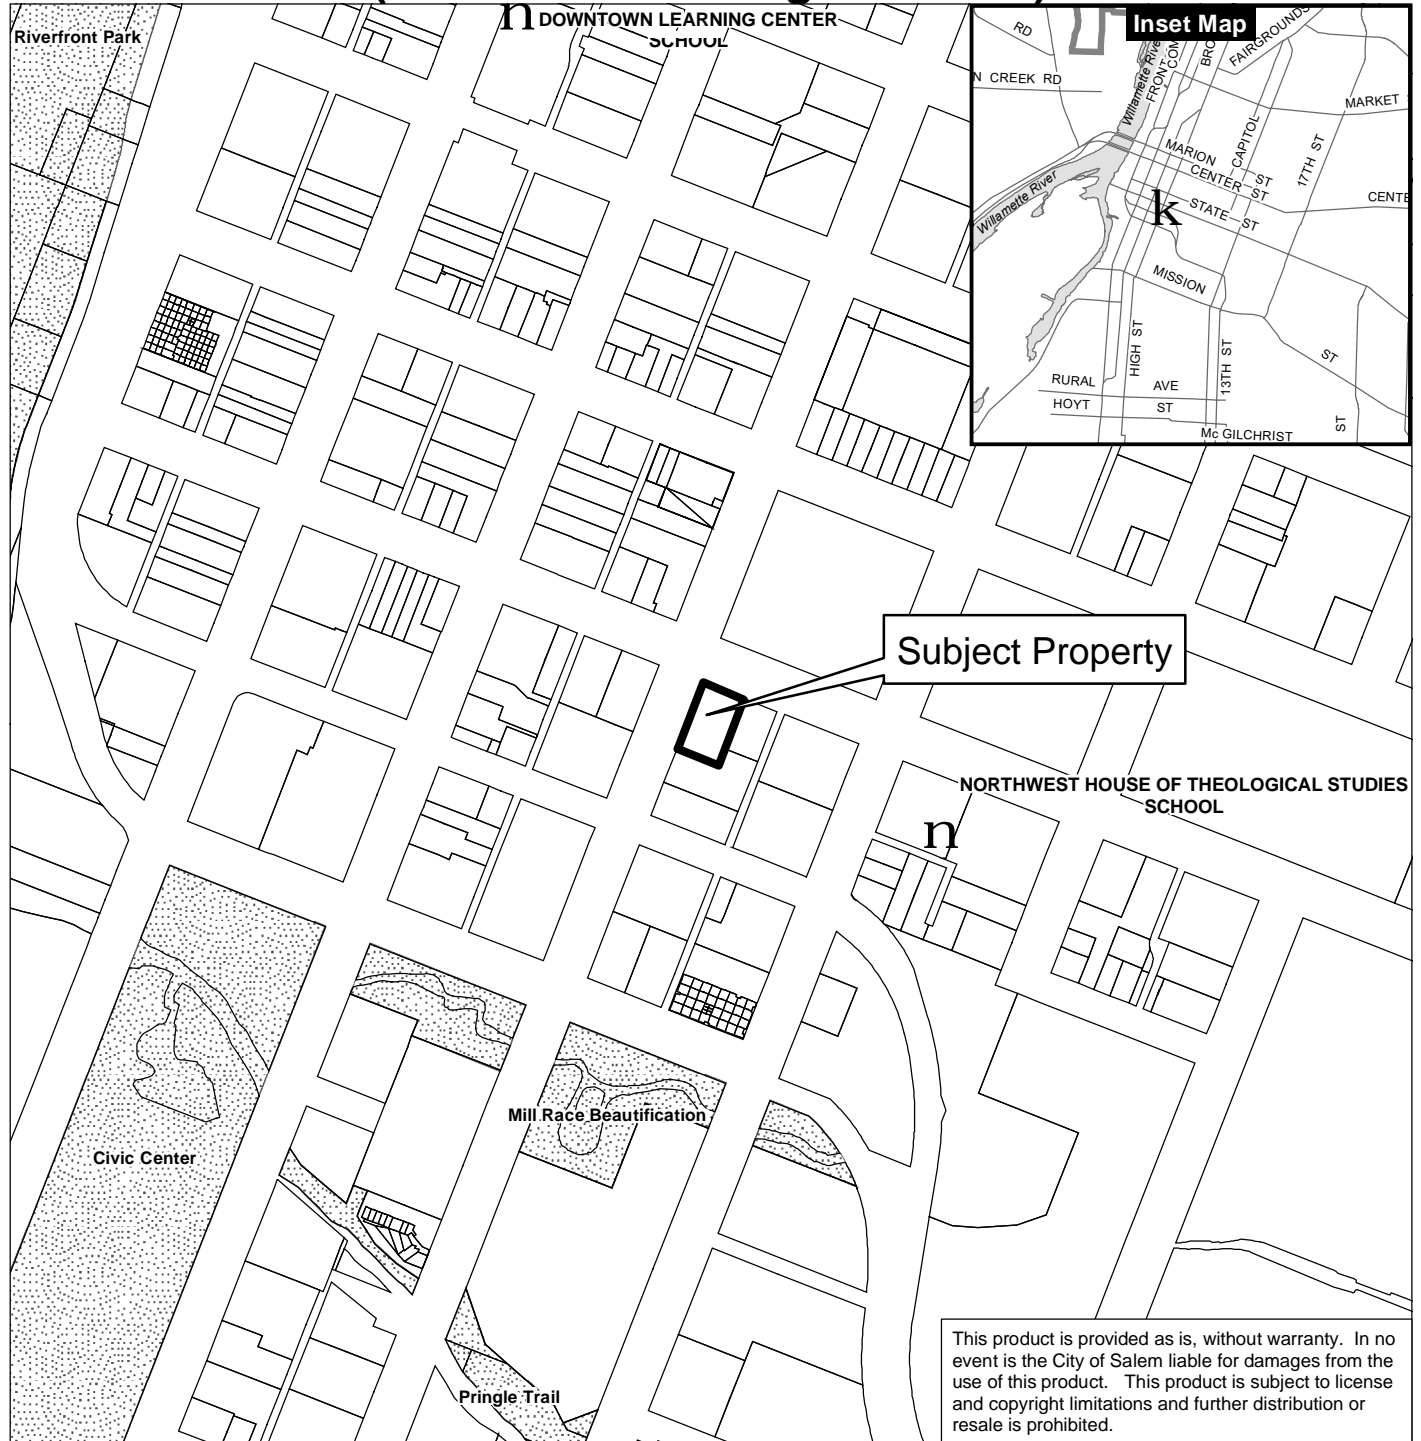 n DOWNTOWN LEARNING CENTER
SCHOOL
Riverfront Park
Inset Map
RD
N CREEK RD
Willamette River
FRONT
COM
BRO
FAIRGROUNDS
MARKET
CAPITOL
17TH ST
MARION ST
CENTER ST
CENTE
STATE ST
k
Willamette River
MISSION
ST
HIGH ST
13TH ST
ST
RURAL AVE
HOYT ST
Mc GILCHRIST
Subject Property
NORTHWEST HOUSE OF THEOLOGICAL STUDIES
SCHOOL
n
Mill Race Beautification
Civic Center
Pringle Trail
This product is provided as is, without warranty. In no
event is the City of Salem liable for damages from the
use of this product. This product is subject to license
and copyright limitations and further distribution or
resale is prohibited.